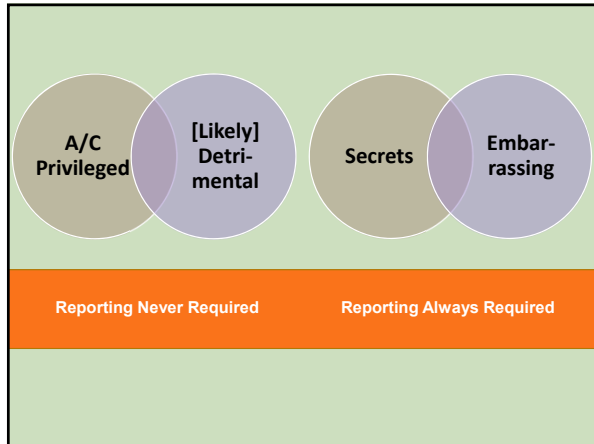 A/C
Privileged
[Likely]
Detri-
mental
Secrets
Embar-
rassing
Reporting Never Required
Reporting Always Required